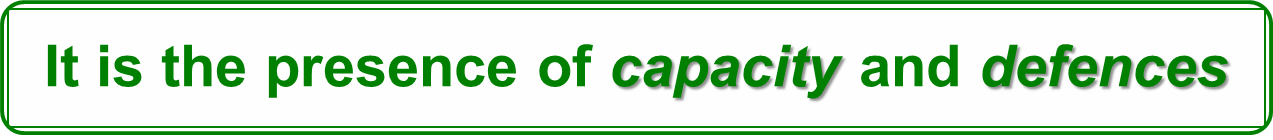 It is the presence of capacity and defences